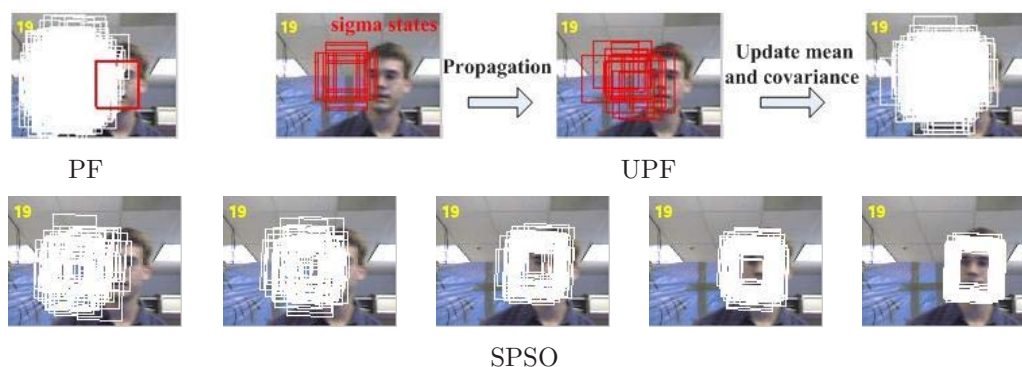 19
19
sigma states
Propagation
19
Update mean
and covariance
19
PF
UPF
19
19
19
19
19
SPSO